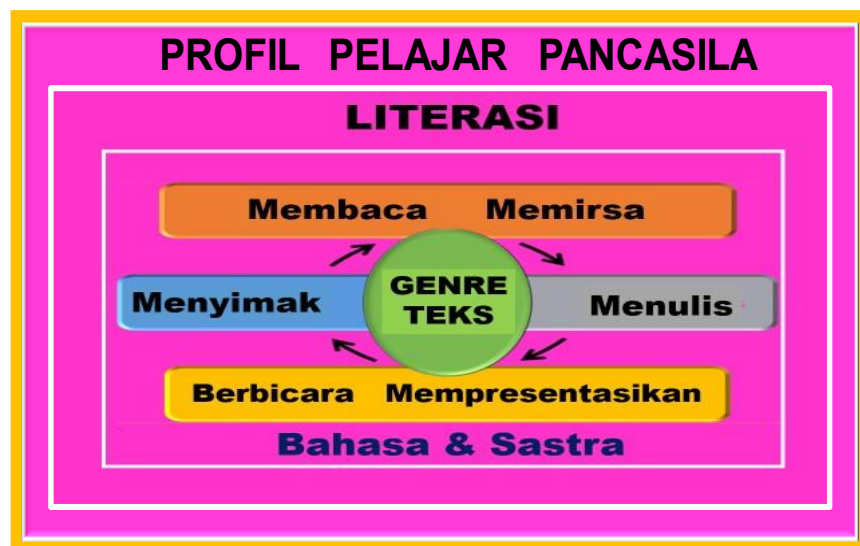 PROFIL PELAJAR PANCASILA
LITERASI
Membaca Memirsa
Menyimak
GENRE
TEKS
Menulis
Berbicara Mempresentasikan
Bahasa & Sastra